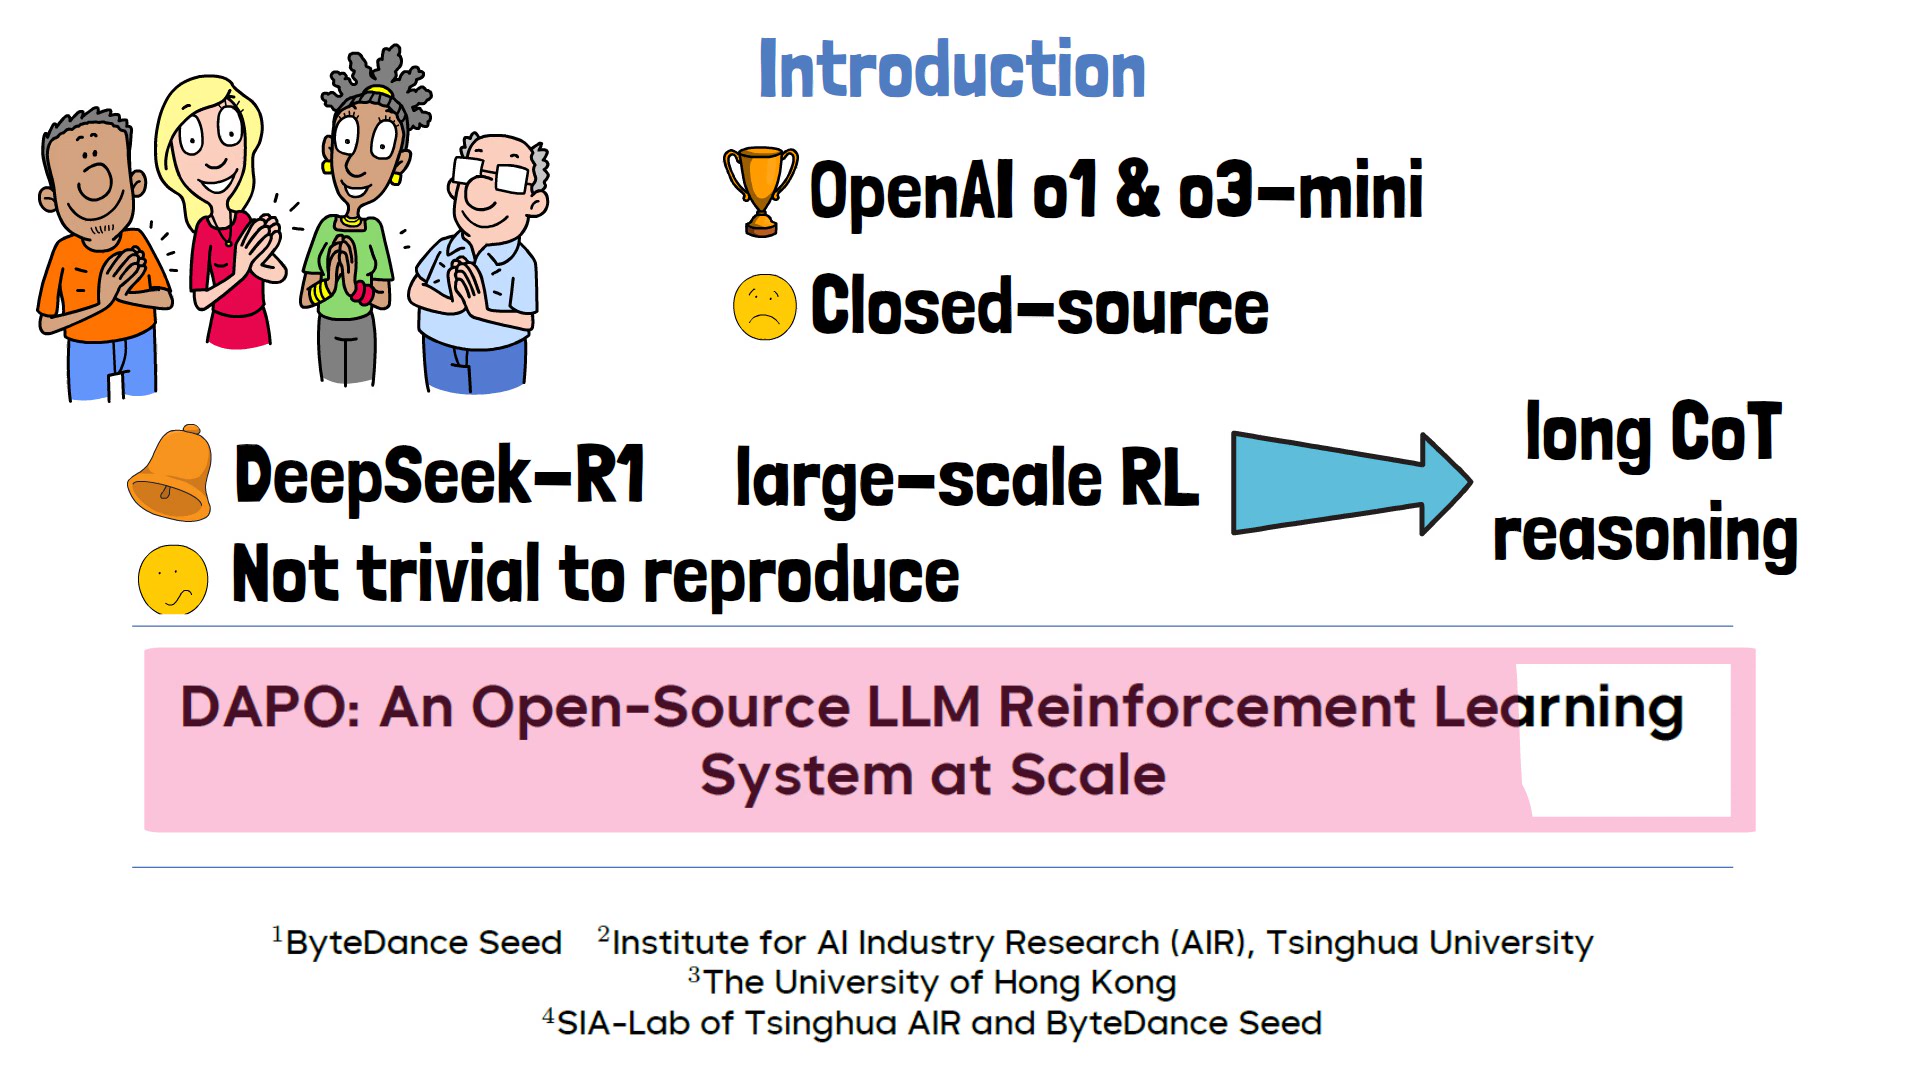 Introduction
OpenAI o1 & o3-mini
Closed-source
DeepSeek-R1
large-scale RL
long CoT
reasoning
Not trivial to reproduce
DAPO: An Open-Source LLM Reinforcement Learning
System at Scale
¹ByteDance Seed ²Institute for AI Industry Research (AIR), Tsinghua University
³The University of Hong Kong
⁴SIA-Lab of Tsinghua AIR and ByteDance Seed